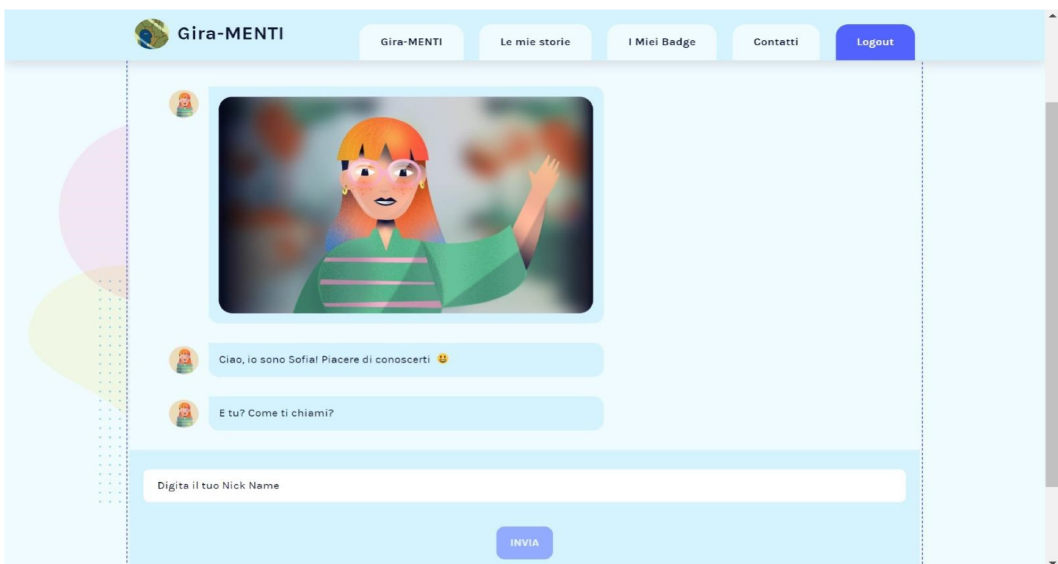 Gira-MENTI
Gira-MENTI
Le mie storie
I Miei Badge
Contatti
Logout
Ciao, io sono Sofia! Piacere di conoscerti 😃
E tu? Come ti chiami?
Digita il tuo Nick Name
INVIA